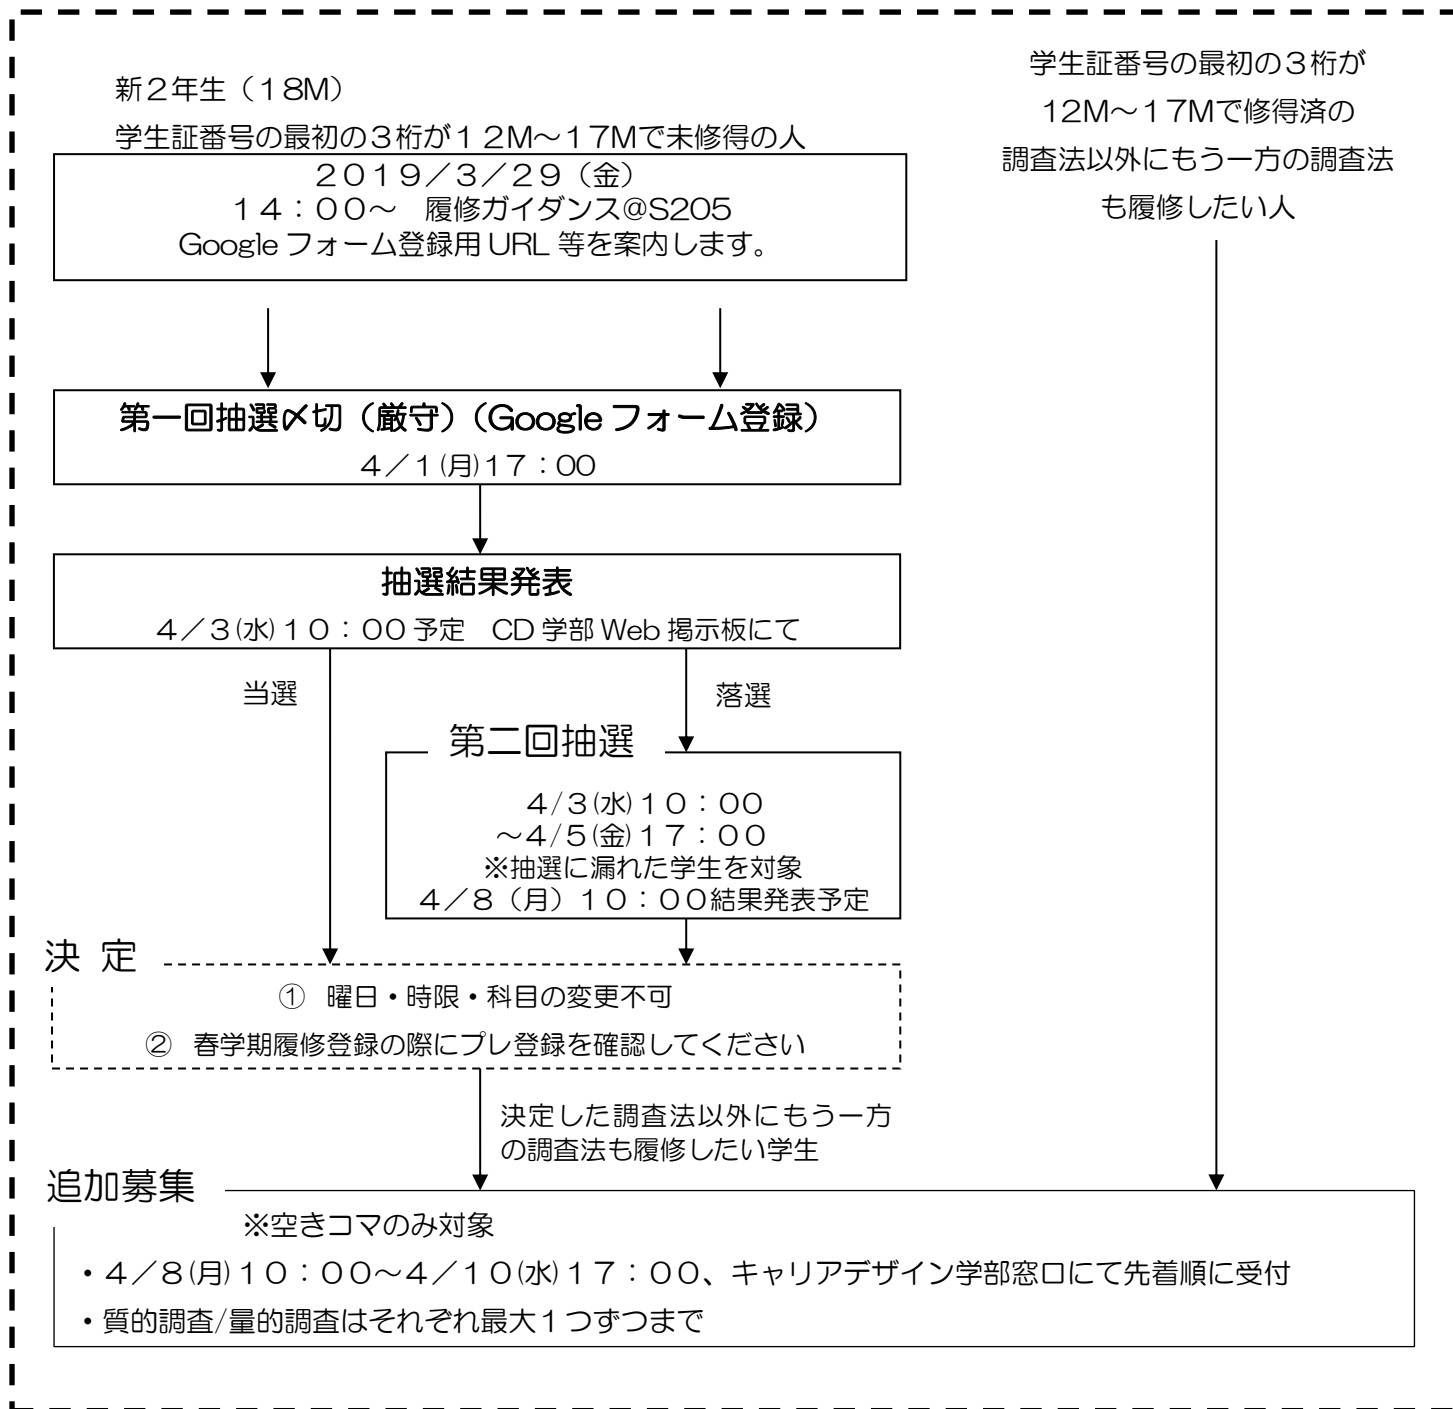 新２年生（１８Ｍ）
学生証番号の最初の３桁が１２Ｍ～１７Ｍで未修得の人
２０１９／３／２９（金）
１４：００～　履修ガイダンス＠S205
Google フォーム登録用 URL 等を案内します。
学生証番号の最初の３桁が
12M～17Mで修得済の
調査法以外にもう一方の調査法
も履修したい人
第一回抽選〆切（厳守）（Google フォーム登録）
４／１(月)１７：００
抽選結果発表
４／３(水)１０：００予定　CD 学部 Web 掲示板にて
当選
落選
第二回抽選
４/３(水)１０：００
～４/５(金)１７：００
※抽選に漏れた学生を対象
４／８（月）１０：００結果発表予定
決 定
① 曜日・時限・科目の変更不可
② 春学期履修登録の際にプレ登録を確認してください
決定した調査法以外にもう一方
の調査法も履修したい学生
追加募集
※空きコマのみ対象
・４／８(月)１０：００～４／１０(水)１７：００、キャリアデザイン学部窓口にて先着順に受付
・質的調査/量的調査はそれぞれ最大１つずつまで